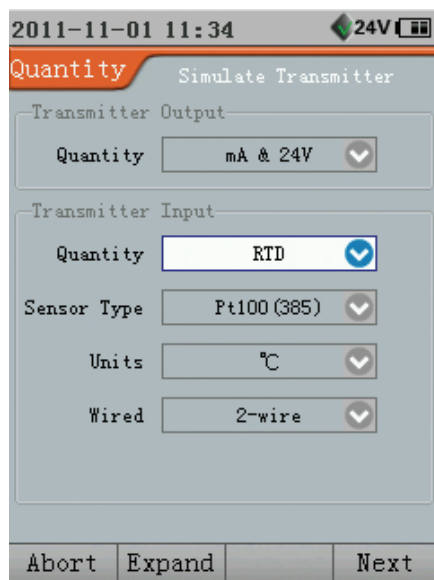 2011-11-01 11:34 24V
Quantity Simulate Transmitter
Transmitter Output
Quantity mA & 24V
Transmitter Input
Quantity RTD
Sensor Type Pt100(385)
Units ℃
Wired 2-wire
Abort Expand Next